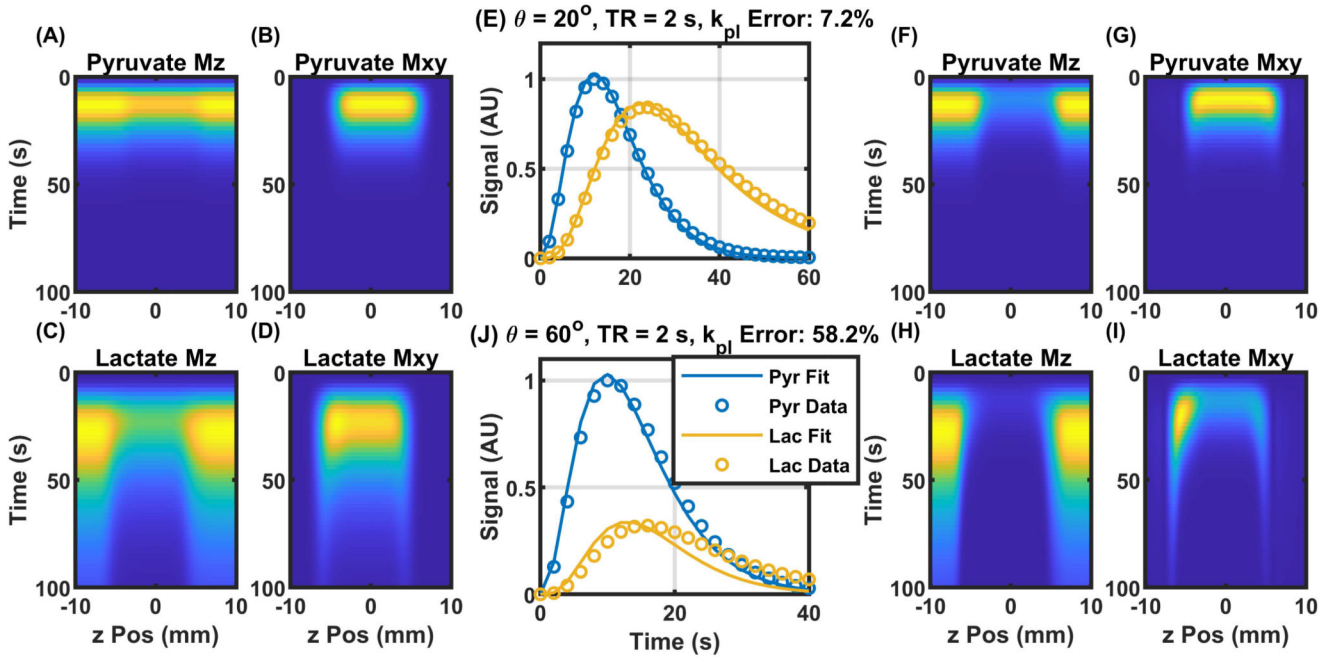 (A)
Pyruvate Mz
0
50
100
-10
0
10
Time (s)
(B)
Pyruvate Mxy
0
50
100
-10
0
10
(E) θ = 20°, TR = 2 s, k_pl Error: 7.2%
1
0.5
0
0
20
40
60
Signal (AU)
(F)
Pyruvate Mz
0
50
100
-10
0
10
(G)
Pyruvate Mxy
0
50
100
-10
0
10
(C)
Lactate Mz
0
50
100
-10
0
10
Time (s)
z Pos (mm)
(D)
Lactate Mxy
0
50
100
-10
0
10
z Pos (mm)
(J) θ = 60°, TR = 2 s, k_pl Error: 58.2%
1
0.5
0
0
20
40
Signal (AU)
Time (s)
Pyr Fit
Pyr Data
Lac Fit
Lac Data
(H)
Lactate Mz
0
50
100
-10
0
10
z Pos (mm)
(I)
Lactate Mxy
0
50
100
-10
0
10
z Pos (mm)